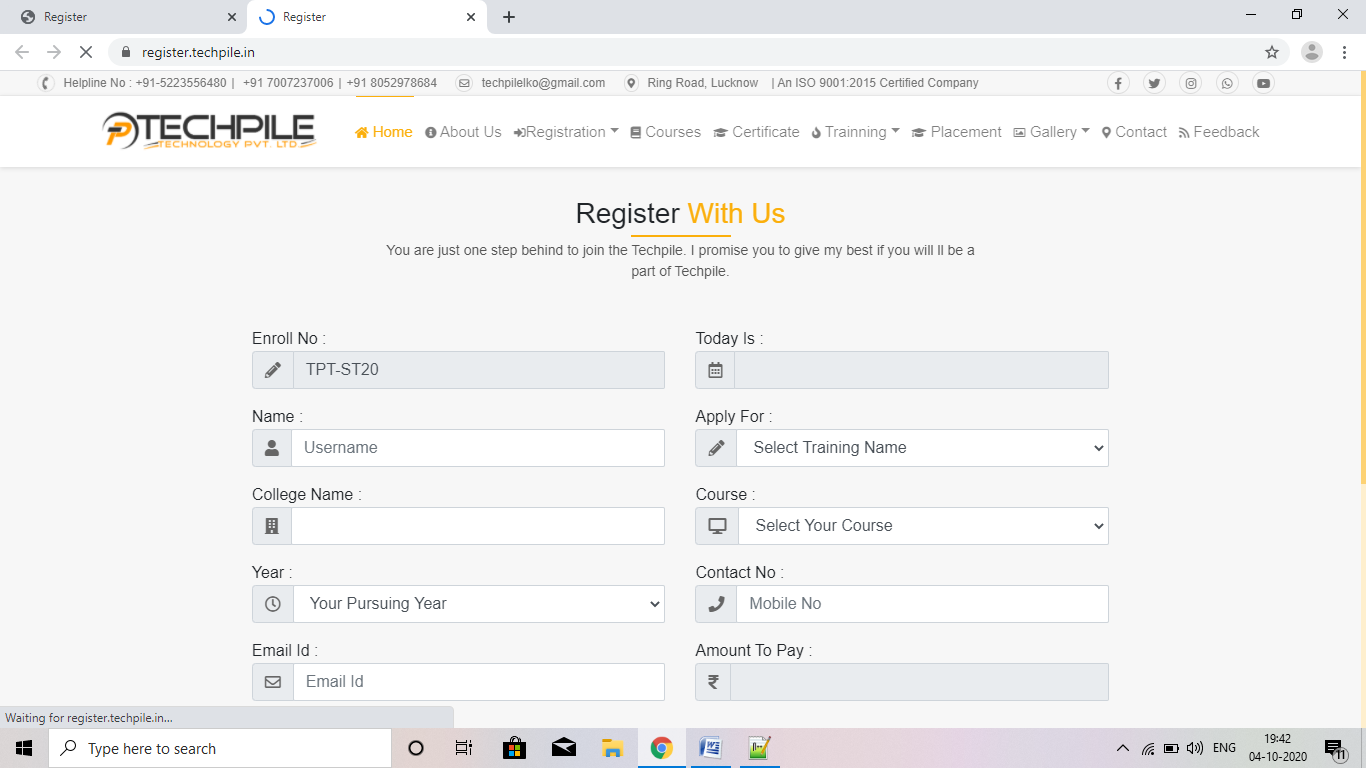 Register
Register
register.techpile.in
Helpline No : +91-5223556480 | +91 7007237006 | +91 8052978684 techpilelko@gmail.com Ring Road, Lucknow | An ISO 9001:2015 Certified Company
TECHPILE
TECHNOLOGY PVT. LTD
Home About Us Registration Courses Certificate Trainning Placement Gallery Contact Feedback
Register With Us
You are just one step behind to join the Techpile. I promise you to give my best if you will ll be a
part of Techpile.
Enroll No : Today Is :
TPT-ST20
Name : Apply For :
Username Select Training Name
College Name : Course :
Select Your Course
Year : Contact No :
Your Pursuing Year Mobile No
Email Id : Amount To Pay :
Email Id ₹
Waiting for register.techpile.in...
Type here to search ENG 19:42
04-10-2020
11